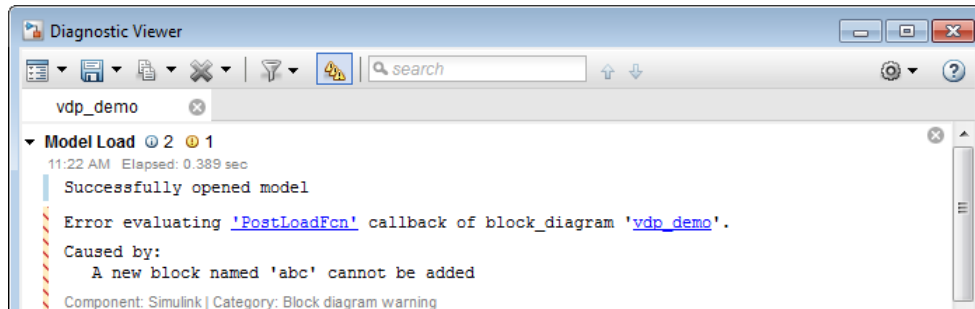 Diagnostic Viewer
search
vdp_demo
Model Load 2 1
11:22 AM Elapsed: 0.389 sec
Successfully opened model
Error evaluating 'PostLoadFcn' callback of block_diagram 'vdp_demo'.
Caused by:
A new block named 'abc' cannot be added
Component: Simulink | Category: Block diagram warning